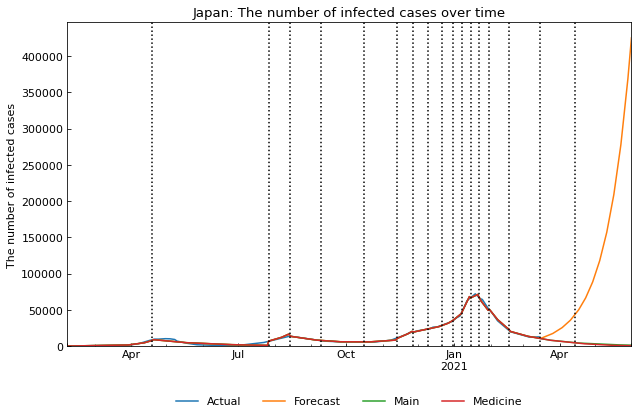 Japan: The number of infected cases over time
The number of infected cases
400000
350000
300000
250000
200000
150000
100000
50000
0
Apr Jul Oct Jan Apr
2021
Actual Forecast Main Medicine